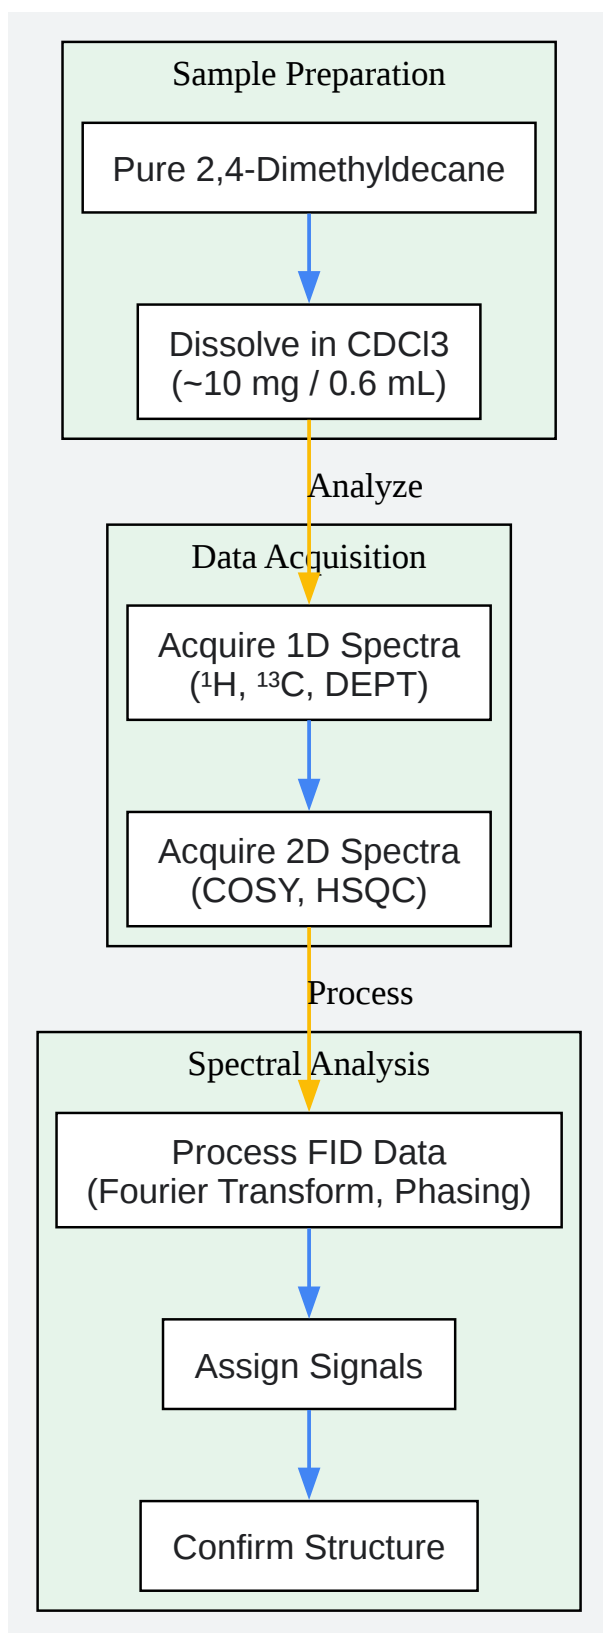 Sample Preparation
Pure 2,4-Dimethyldecane
Dissolve in CDCl3
(~10 mg / 0.6 mL)
Analyze
Data Acquisition
Acquire 1D Spectra
(¹H, ¹³C, DEPT)
Acquire 2D Spectra
(COSY, HSQC)
Process
Spectral Analysis
Process FID Data
(Fourier Transform, Phasing)
Assign Signals
Confirm Structure